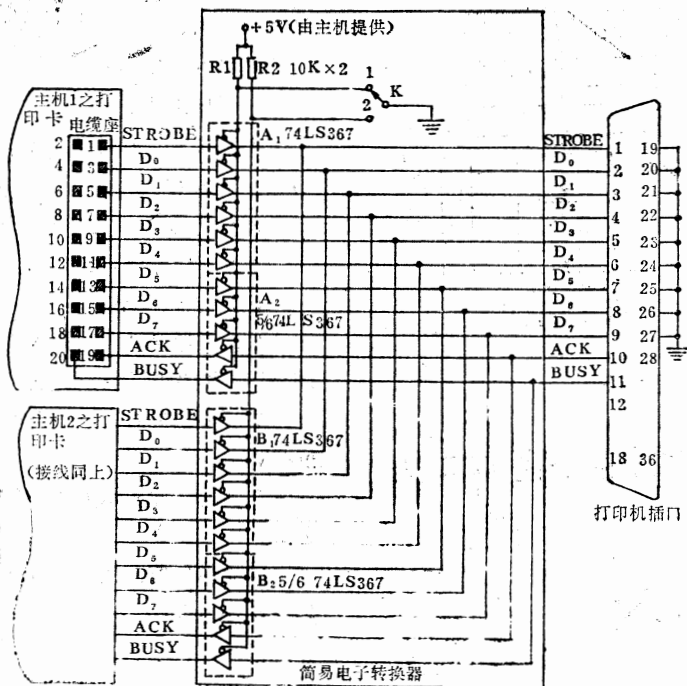 +5V(由主机提供)
R1 R2 10K×2 1
K
2
主机1之打
印卡 电缆座
2 1
4 3
6 5
8 7
10 9
12 11
14 13
16 15
18 17
20 19
STROBE
D₀
D₁
D₂
D₃
D₄
D₅
D₆
D₇
ACK
BUSY
A₁ 74LS367
A₂
5/6 74LS367
STROBE
D₀
D₁
D₂
D₃
D₄
D₅
D₆
D₇
ACK
BUSY
1 19
2 20
3 21
4 22
5 23
6 24
7 25
8 26
9 27
10 28
11
12
18 36
打印机插口
主机2之打
印卡
(接线同上)
STROBE
D₀
D₁
D₂
D₃
D₄
D₅
D₆
D₇
ACK
BUSY
B₁74LS367
B₂5/6 74LS367
简易电子转换器